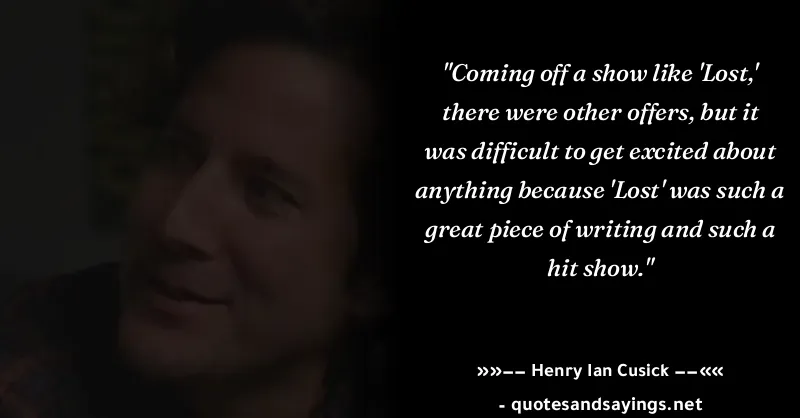 "Coming off a show like 'Lost,'
there were other offers, but it
was difficult to get excited about
anything because 'Lost' was such a
great piece of writing and such a
hit show."
»»−− Henry Ian Cusick −−««
- quotesandsayings.net